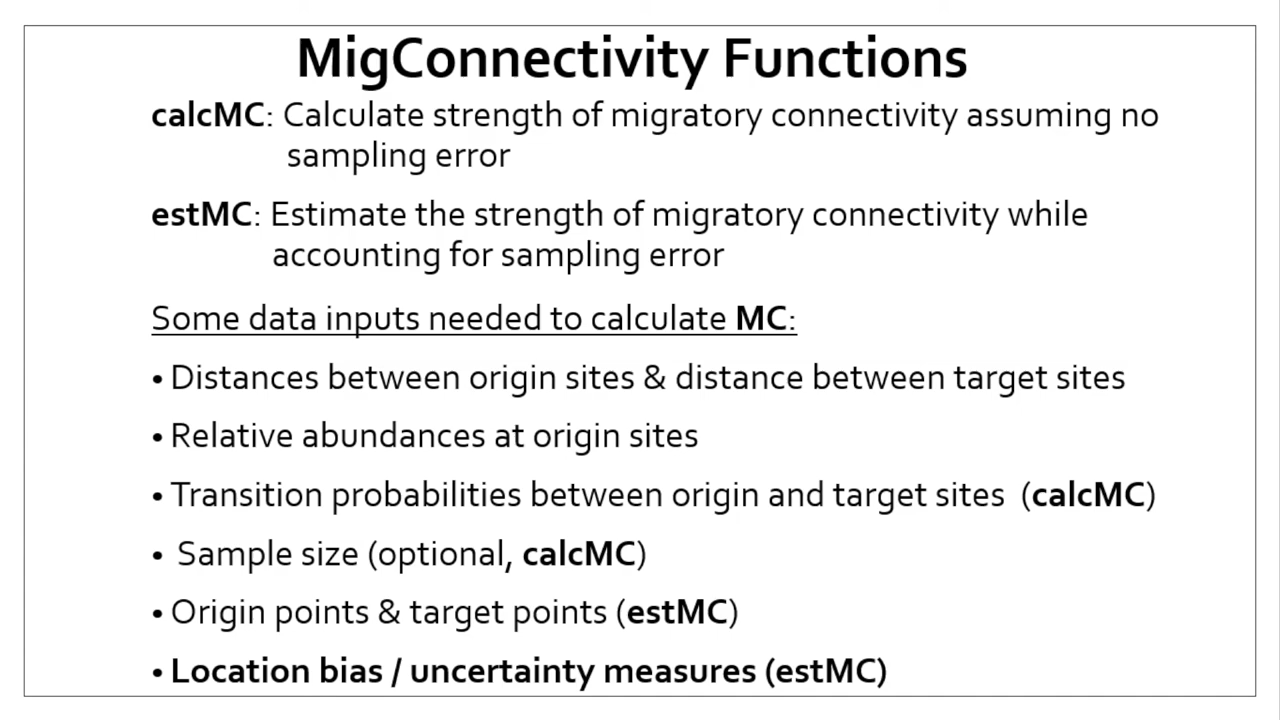 MigConnectivity Functions
calcMC: Calculate strength of migratory connectivity assuming no
sampling error
estMC: Estimate the strength of migratory connectivity while
accounting for sampling error
Some data inputs needed to calculate MC:
• Distances between origin sites & distance between target sites
• Relative abundances at origin sites
• Transition probabilities between origin and target sites (calcMC)
• Sample size (optional, calcMC)
• Origin points & target points (estMC)
• Location bias / uncertainty measures (estMC)